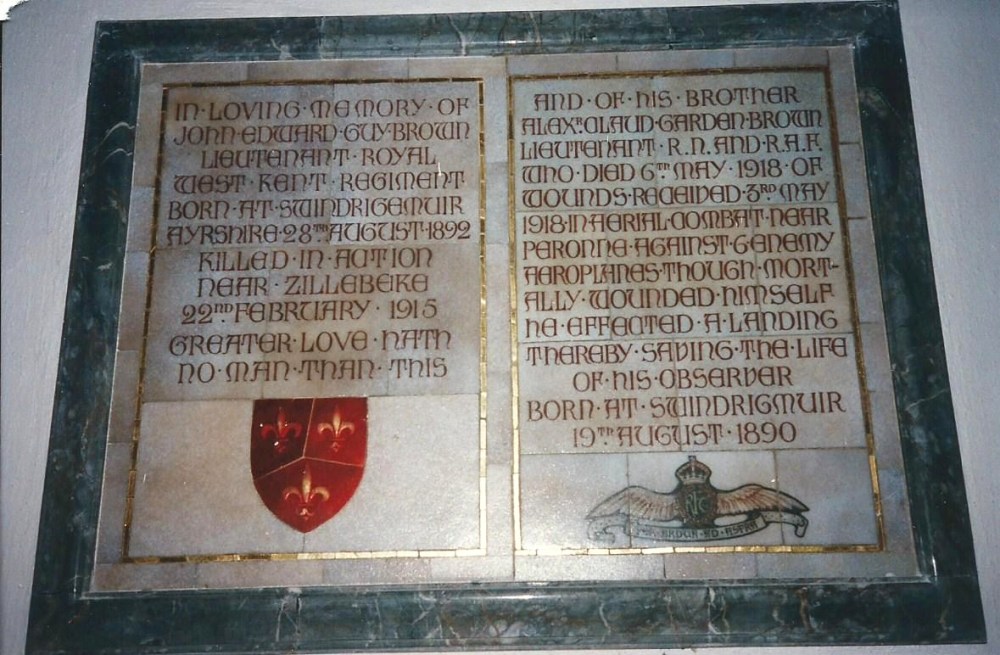 IN·LOVING·MEMORY·OF
JOHN·EDWARD·GUY·BROWN
LIEUTENANT·ROYAL
WEST·KENT·REGIMENT
BORN·AT·SWINDRIGEMUIR
AYRSHIRE·28TH AUGUST·1892
KILLED·IN·ACTION
NEAR·ZILLEBEKE
22ND FEBRUARY·1915
GREATER·LOVE·HATH
NO·MAN·THAN·THIS
AND·OF·HIS·BROTHER
ALEXR. CLAUD·GARDEN·BROWN
LIEUTENANT·R.N. AND·R.A.F.
WHO·DIED 6TH MAY·1918·OF
WOUNDS·RECEIVED·3RD MAY
1918·IN AERIAL·COMBAT·NEAR
PERONNE·AGAINST·6 ENEMY
AEROPLANES·THOUGH·MORT-
ALLY·WOUNDED·HIMSELF
HE·EFFECTED·A·LANDING
THEREBY·SAVING·THE·LIFE
OF·HIS·OBSERVER
BORN·AT·SWINDRIGMUIR
19TH AUGUST·1890
RFC